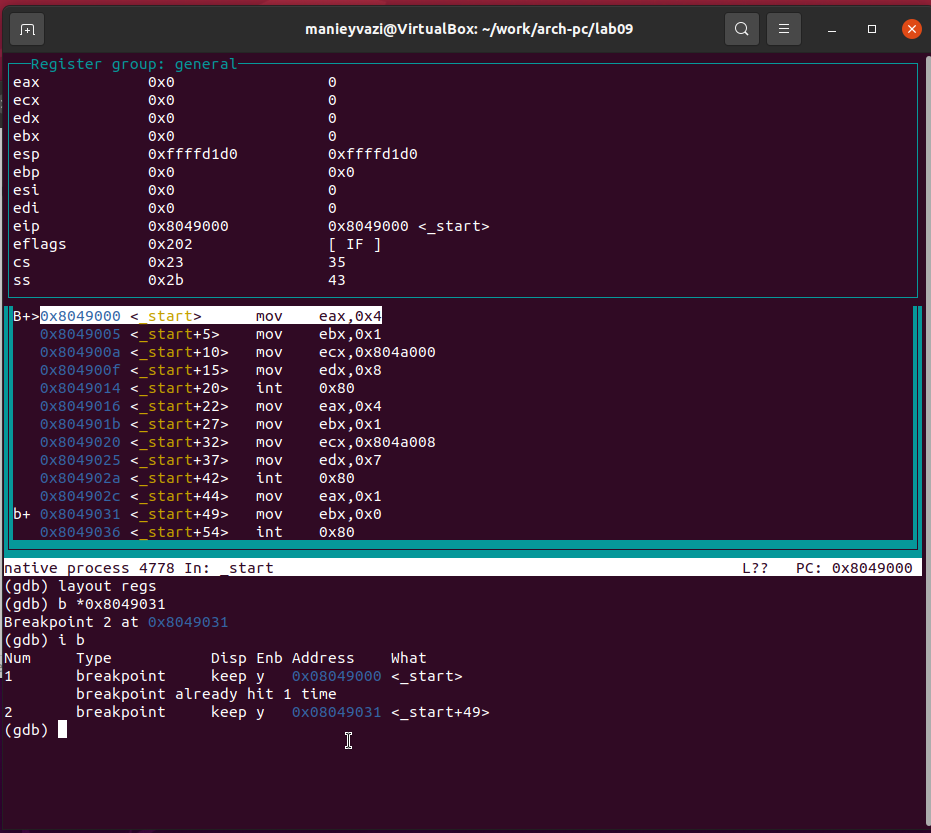 manieyvazi@VirtualBox: ~/work/arch-pc/lab09
Register group: general
eax 0x0 0
ecx 0x0 0
edx 0x0 0
ebx 0x0 0
esp 0xffffd1d0 0xffffd1d0
ebp 0x0 0x0
esi 0x0 0
edi 0x0 0
eip 0x8049000 0x8049000 <_start>
eflags 0x202 [ IF ]
cs 0x23 35
ss 0x2b 43
B+>0x8049000 <_start> mov eax,0x4
0x8049005 <_start+5> mov ebx,0x1
0x804900a <_start+10> mov ecx,0x804a000
0x804900f <_start+15> mov edx,0x8
0x8049014 <_start+20> int 0x80
0x8049016 <_start+22> mov eax,0x4
0x804901b <_start+27> mov ebx,0x1
0x8049020 <_start+32> mov ecx,0x804a008
0x8049025 <_start+37> mov edx,0x7
0x804902a <_start+42> int 0x80
0x804902c <_start+44> mov eax,0x1
b+ 0x8049031 <_start+49> mov ebx,0x0
0x8049036 <_start+54> int 0x80
native process 4778 In: _start L?? PC: 0x8049000
(gdb) layout regs
(gdb) b *0x8049031
Breakpoint 2 at 0x8049031
(gdb) i b
Num Type Disp Enb Address What
1 breakpoint keep y 0x08049000 <_start>
breakpoint already hit 1 time
2 breakpoint keep y 0x08049031 <_start+49>
(gdb)